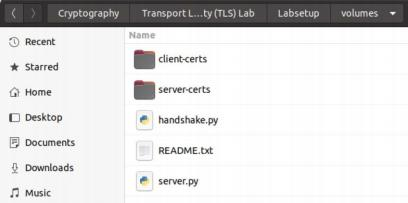 Cryptography Transport L...ty (TLS) Lab Labsetup volumes
Recent
Starred
Home
Desktop
Documents
Downloads
Music
Name
client-certs
server-certs
handshake.py
README.txt
server.py